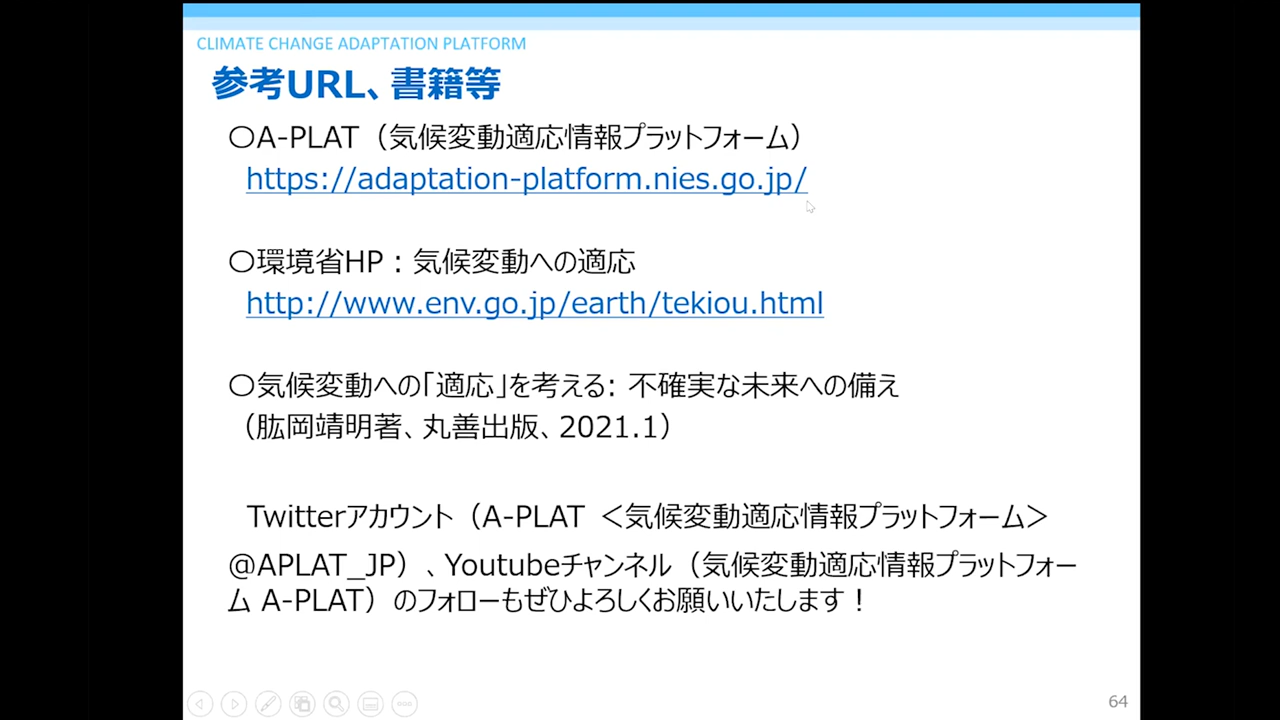 CLIMATE CHANGE ADAPTATION PLATFORM
参考URL、書籍等
〇A-PLAT（気候変動適応情報プラットフォーム）
https://adaptation-platform.nies.go.jp/
〇環境省HP：気候変動への適応
http://www.env.go.jp/earth/tekiou.html
〇気候変動への「適応」を考える: 不確実な未来への備え
（肱岡靖明著、丸善出版、2021.1）
Twitterアカウント（A-PLAT ＜気候変動適応情報プラットフォーム＞
@APLAT_JP）、Youtubeチャンネル（気候変動適応情報プラットフォー
ム A-PLAT）のフォローもぜひよろしくお願いいたします！
64